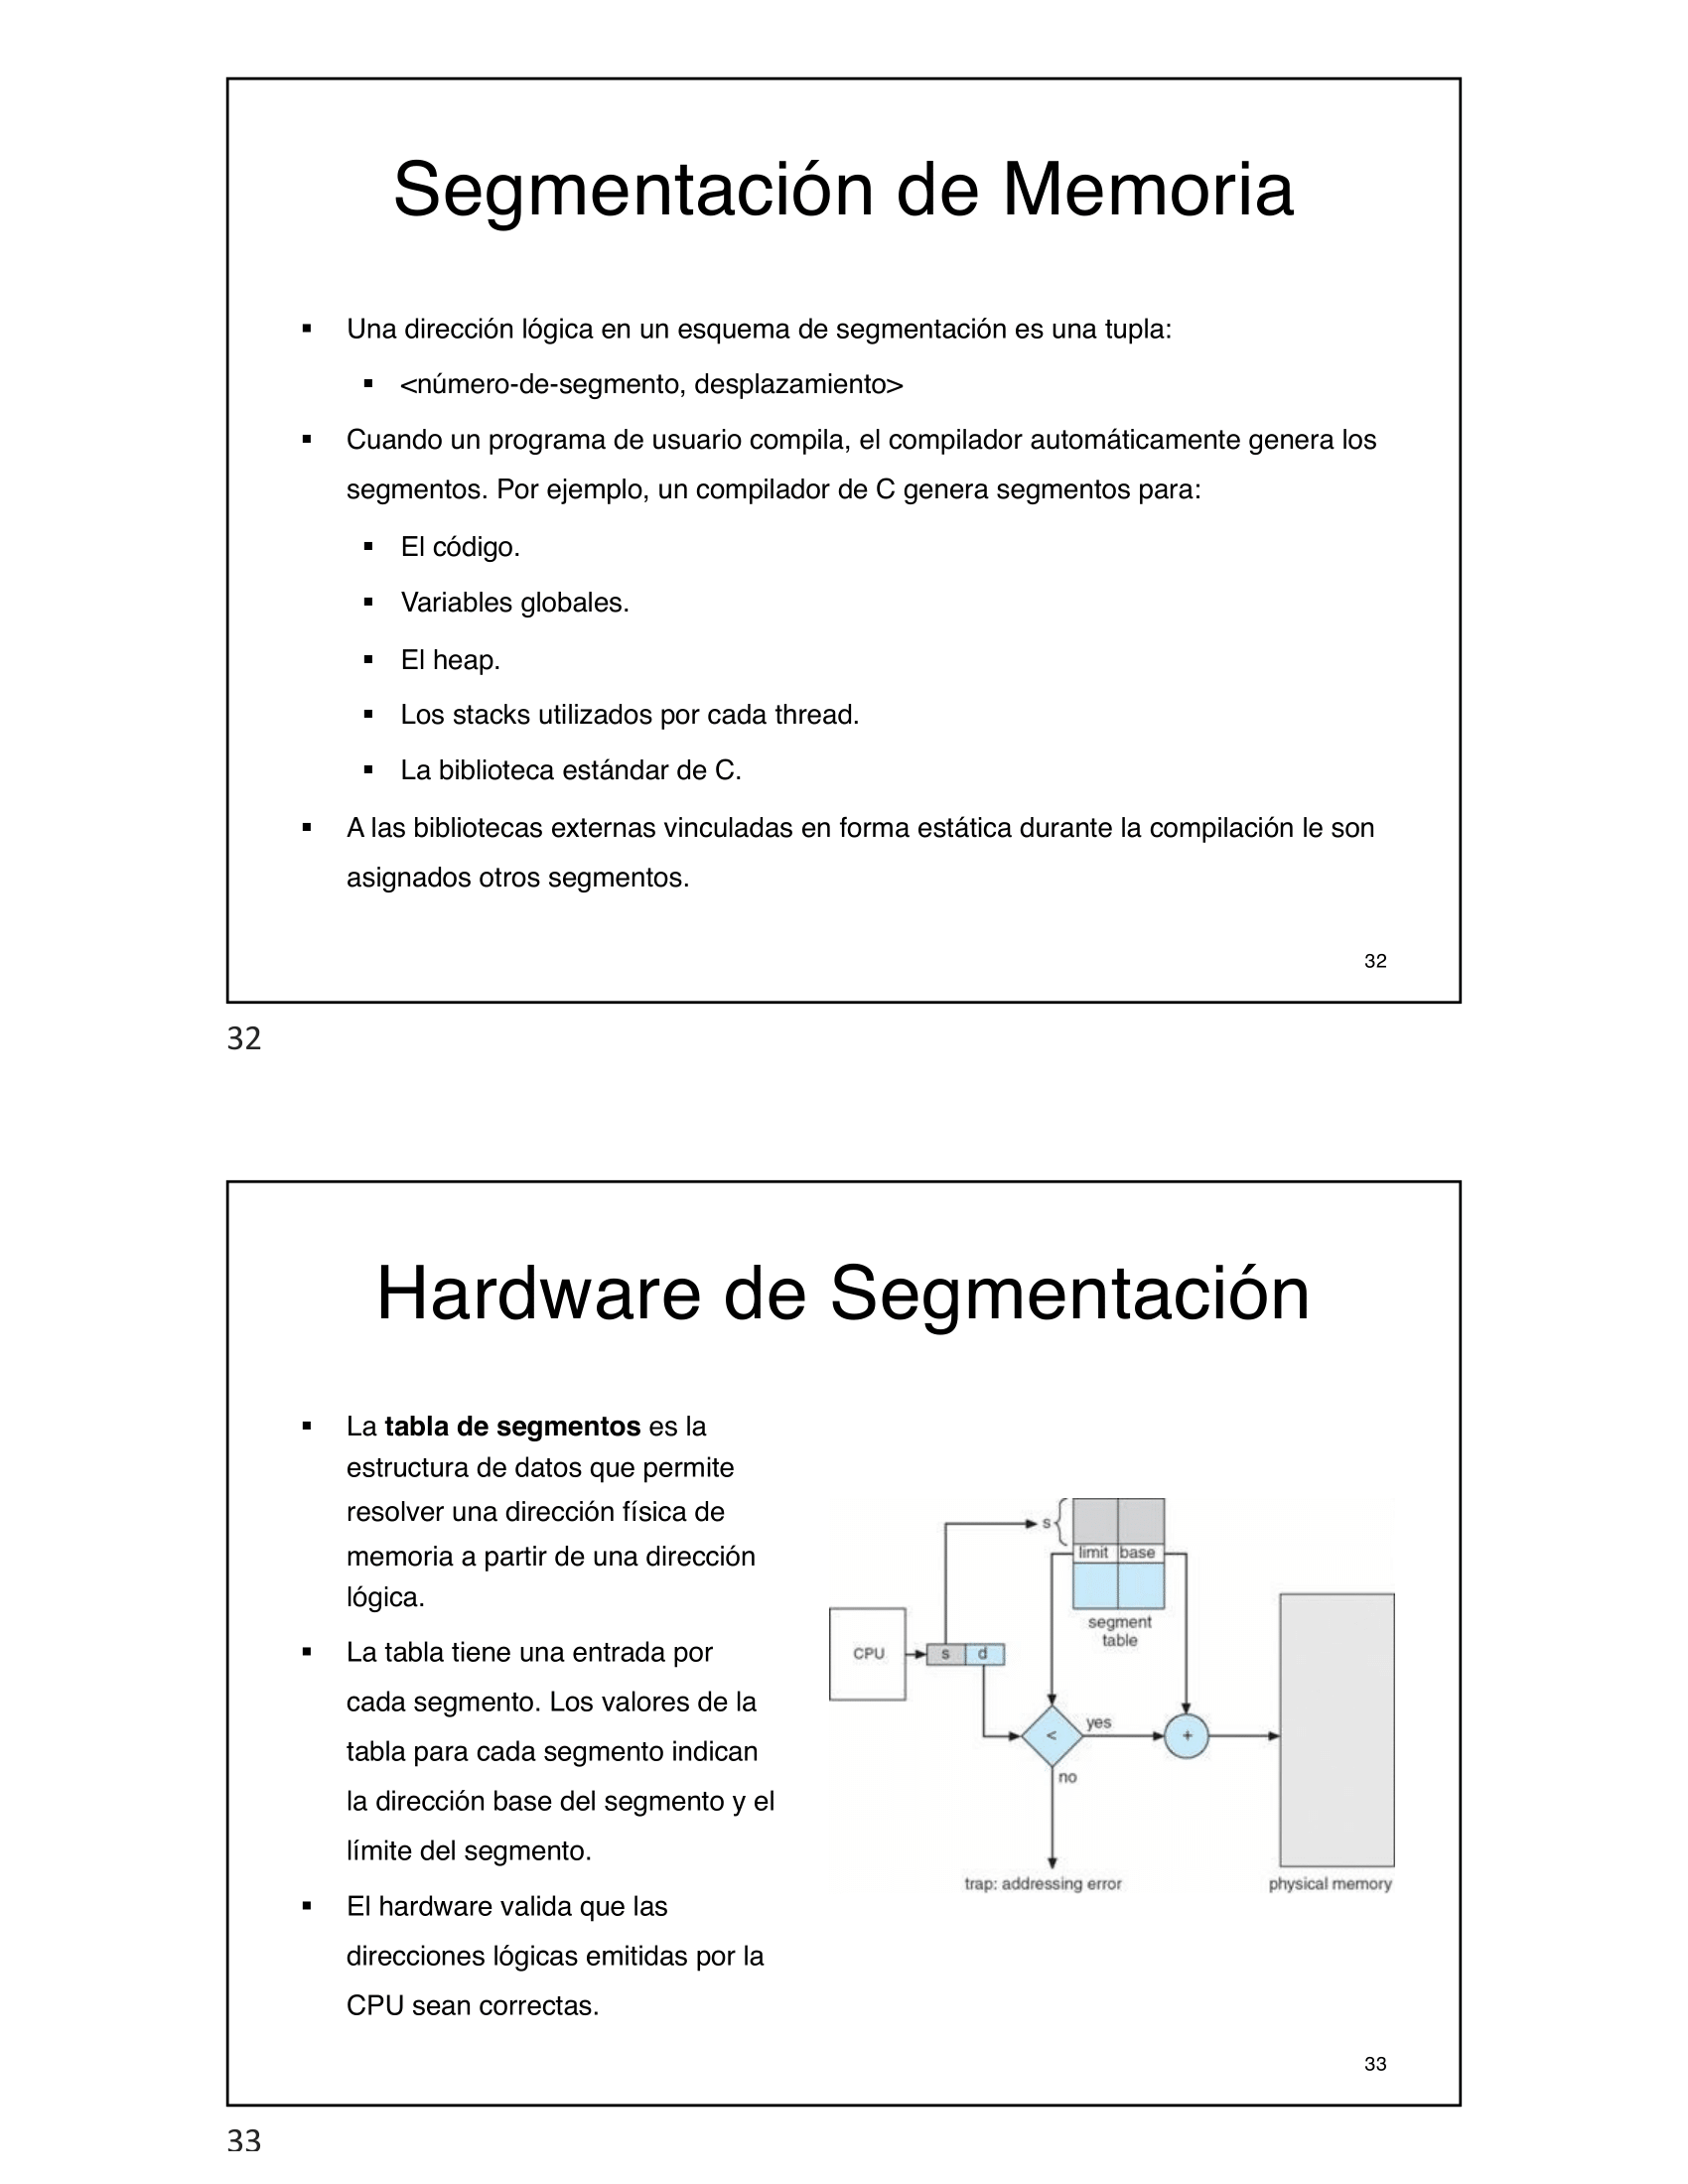 Segmentación de Memoria
▪ Una dirección lógica en un esquema de segmentación es una tupla:
▪ <número-de-segmento, desplazamiento>
▪ Cuando un programa de usuario compila, el compilador automáticamente genera los
segmentos. Por ejemplo, un compilador de C genera segmentos para:
▪ El código.
▪ Variables globales.
▪ El heap.
▪ Los stacks utilizados por cada thread.
▪ La biblioteca estándar de C.
▪ A las bibliotecas externas vinculadas en forma estática durante la compilación le son
asignados otros segmentos.
32
32
Hardware de Segmentación
▪ La tabla de segmentos es la
estructura de datos que permite
resolver una dirección física de
memoria a partir de una dirección
lógica.
▪ La tabla tiene una entrada por
cada segmento. Los valores de la
tabla para cada segmento indican
la dirección base del segmento y el
límite del segmento.
▪ El hardware valida que las
direcciones lógicas emitidas por la
CPU sean correctas.
s
limit base
segment
table
CPU
s d
<
yes
+
no
trap: addressing error
physical memory
33
33